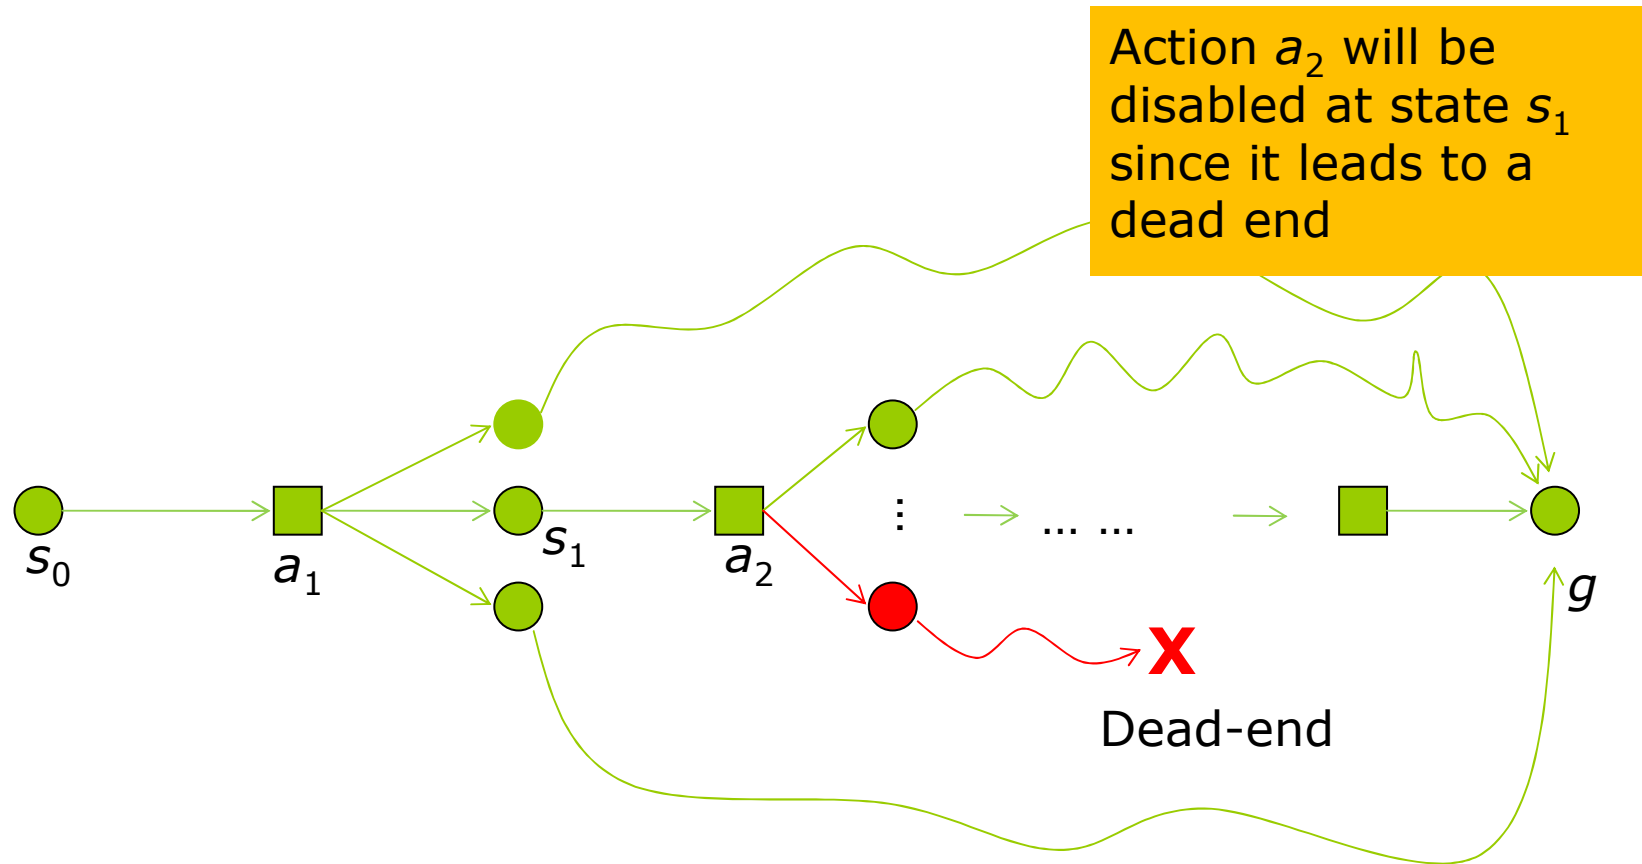 Action a₂ will be
disabled at state s₁
since it leads to a
dead end
s₀
a₁
s₁
a₂
⋮
... ...
g
X
Dead-end